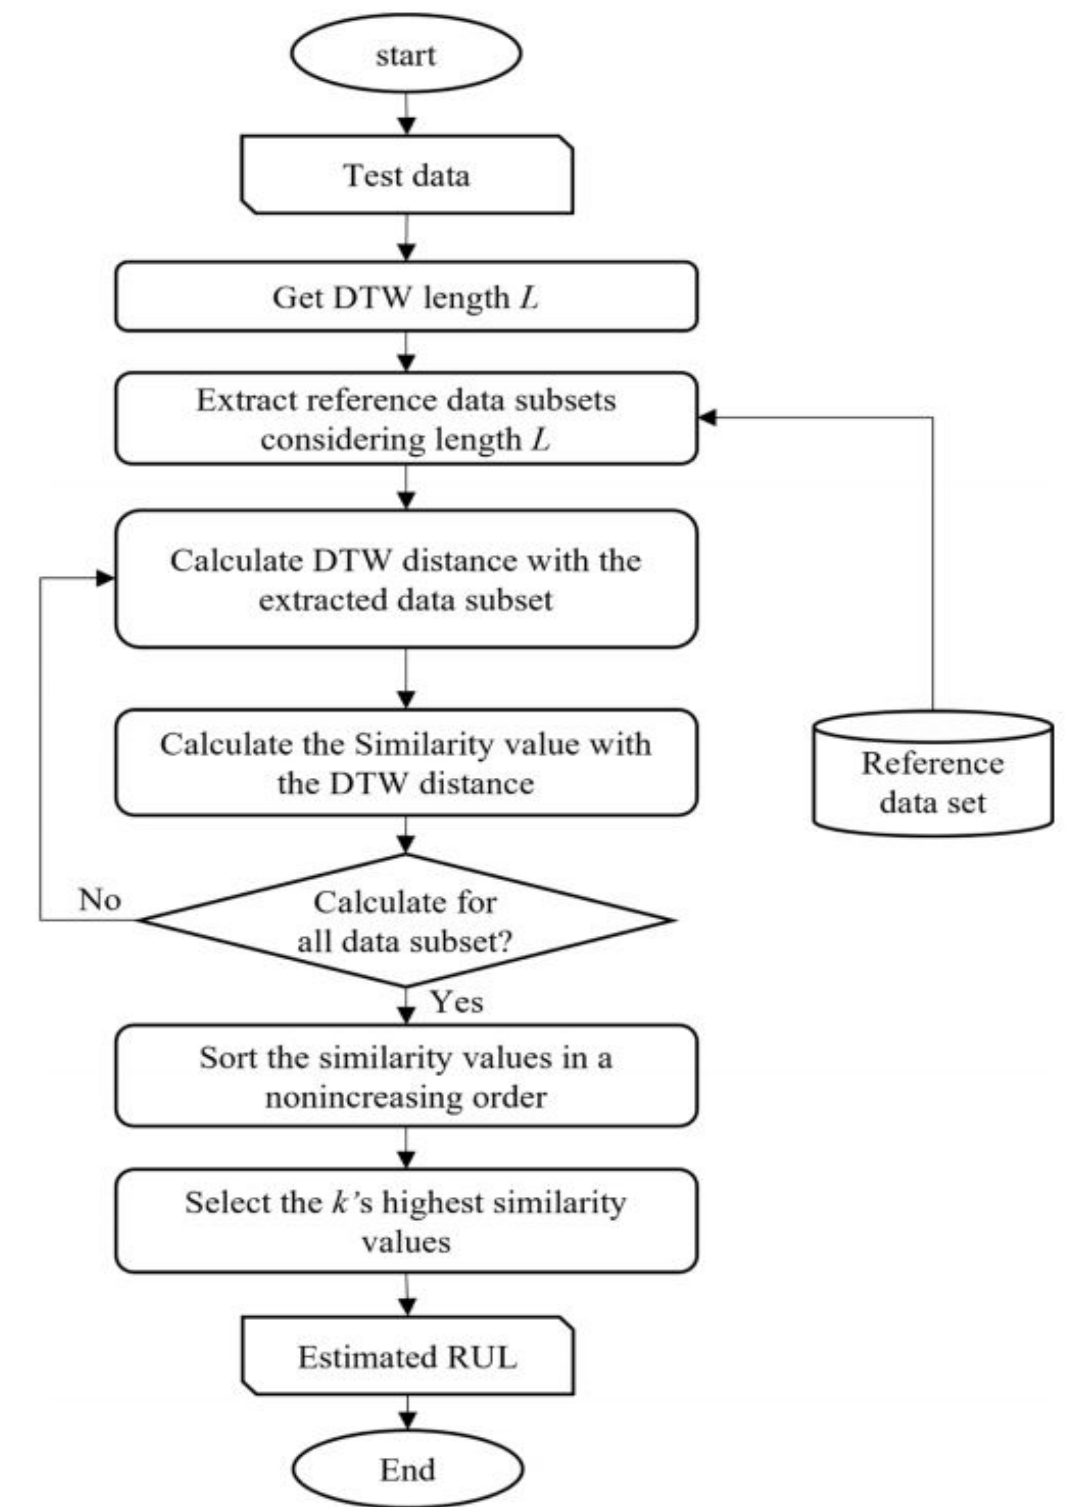 start
Test data
Get DTW length L
Extract reference data subsets
considering length L
Calculate DTW distance with the
extracted data subset
Calculate the Similarity value with
the DTW distance
Reference
data set
No
Calculate for
all data subset?
Yes
Sort the similarity values in a
nonincreasing order
Select the k's highest similarity
values
Estimated RUL
End